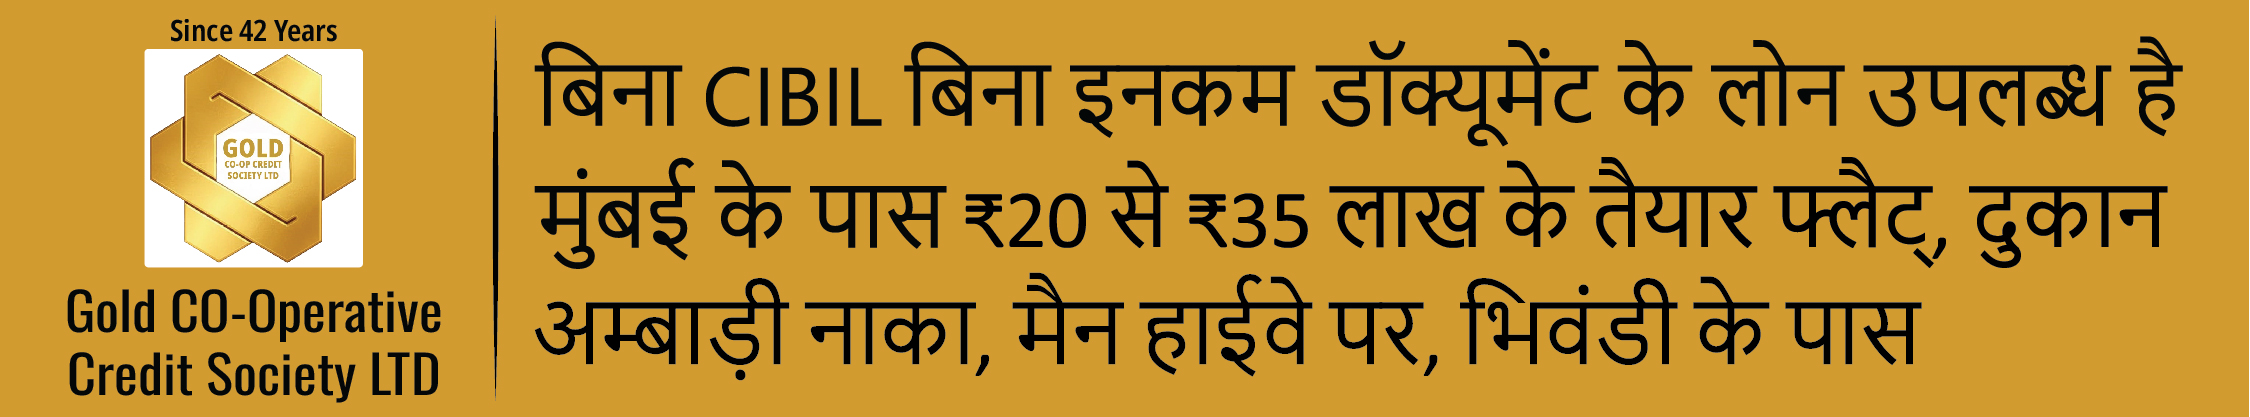 Since 42 Years
GOLD
CO-OP CREDIT
SOCIETY LTD
Gold CO-Operative
Credit Society LTD
बिना CIBIL बिना इनकम डॉक्यूमेंट के लोन उपलब्ध है
मुंबई के पास ₹20 से ₹35 लाख के तैयार फ्लैट्, दुकान
अम्बाड़ी नाका, मैन हाईवे पर, भिवंडी के पास